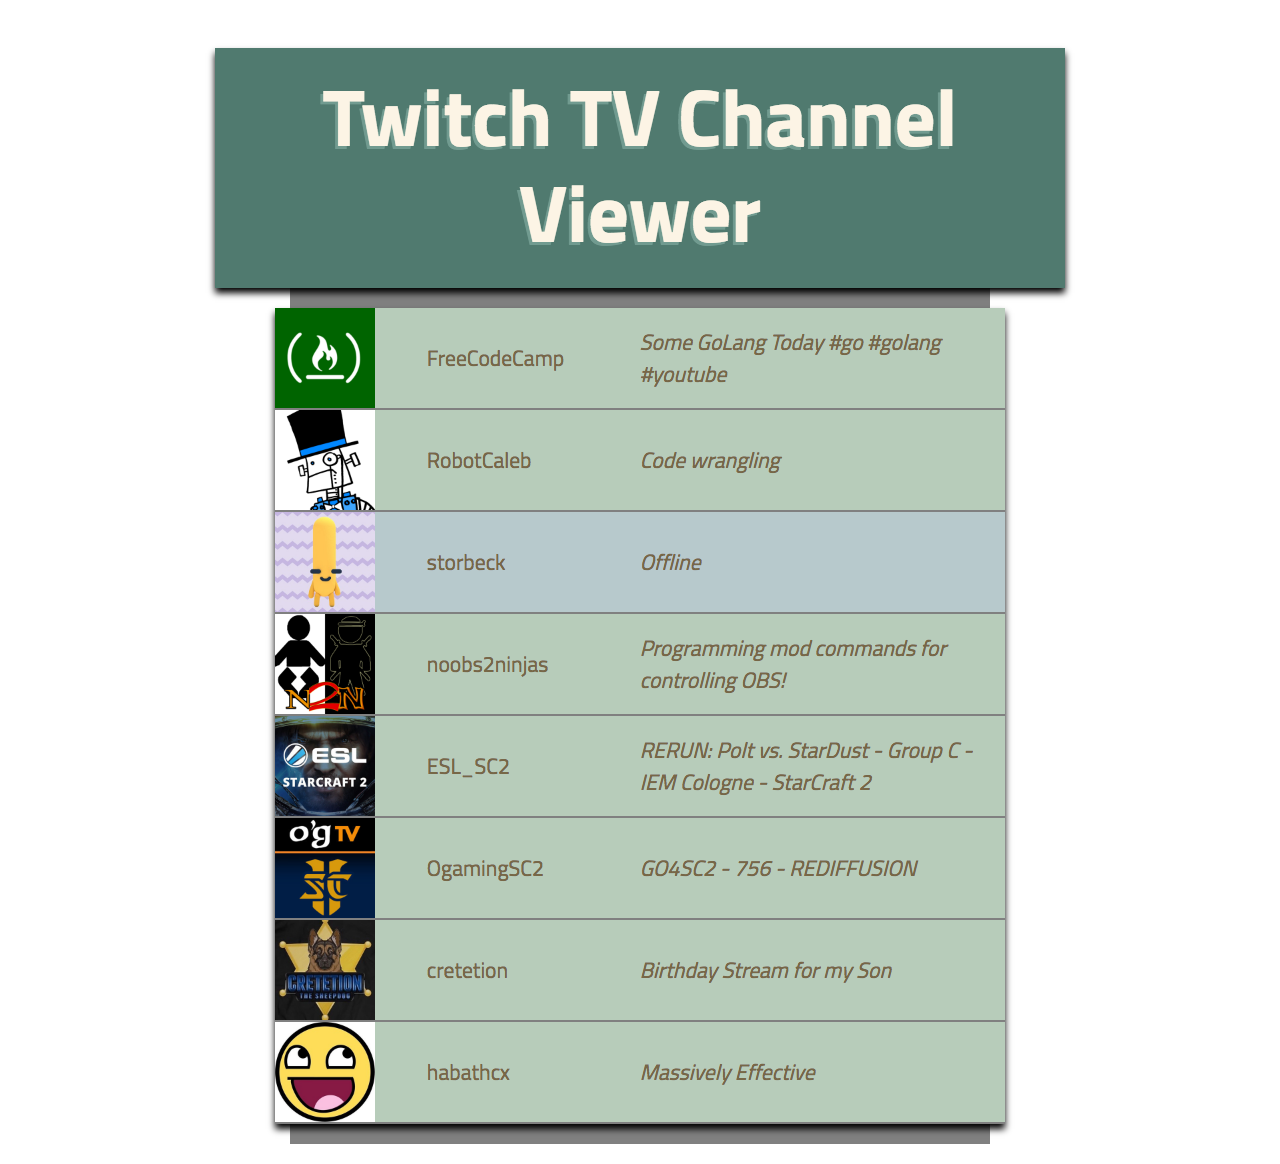 Twitch TV Channel
Viewer
FreeCodeCamp
Some GoLang Today #go #golang
#youtube
RobotCaleb
Code wrangling
storbeck
Offline
N2N
noobs2ninjas
Programming mod commands for
controlling OBS!
ESL
STARCRAFT 2
ESL_SC2
RERUN: Polt vs. StarDust - Group C -
IEM Cologne - StarCraft 2
o'g TV
SC
OgamingSC2
GO4SC2 - 756 - REDIFFUSION
CRETETION
THE SHEEPDOG
cretetion
Birthday Stream for my Son
habathcx
Massively Effective